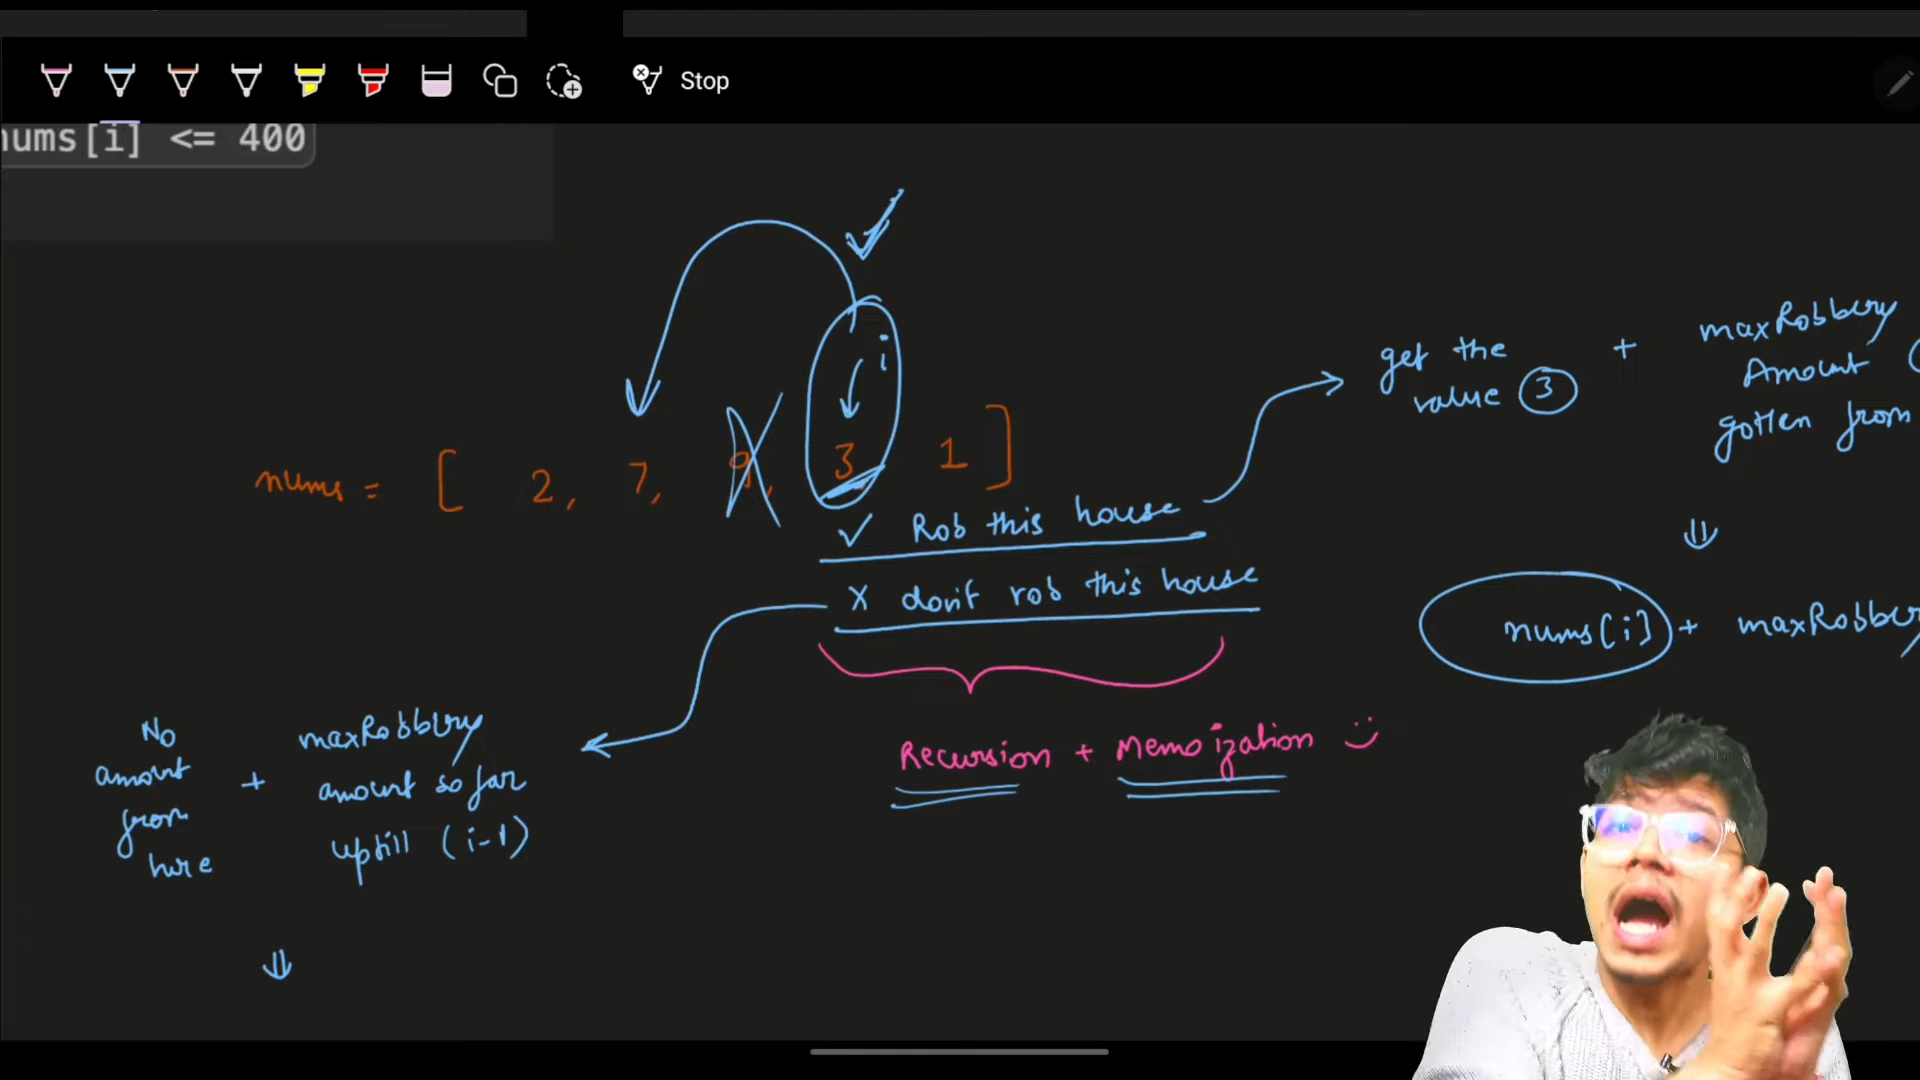 Stop
nums[i] <= 400
i
nums = [ 2, 7, 9, 3 1 ]
✓ Rob this house
X don't rob this house
get the
value 3
+
maxRobbery
Amount
gotten from
nums[i] +
Recursion + Memoization
No
amount
from
here
+
maxRobbery
amount so far
uptill (i-1)